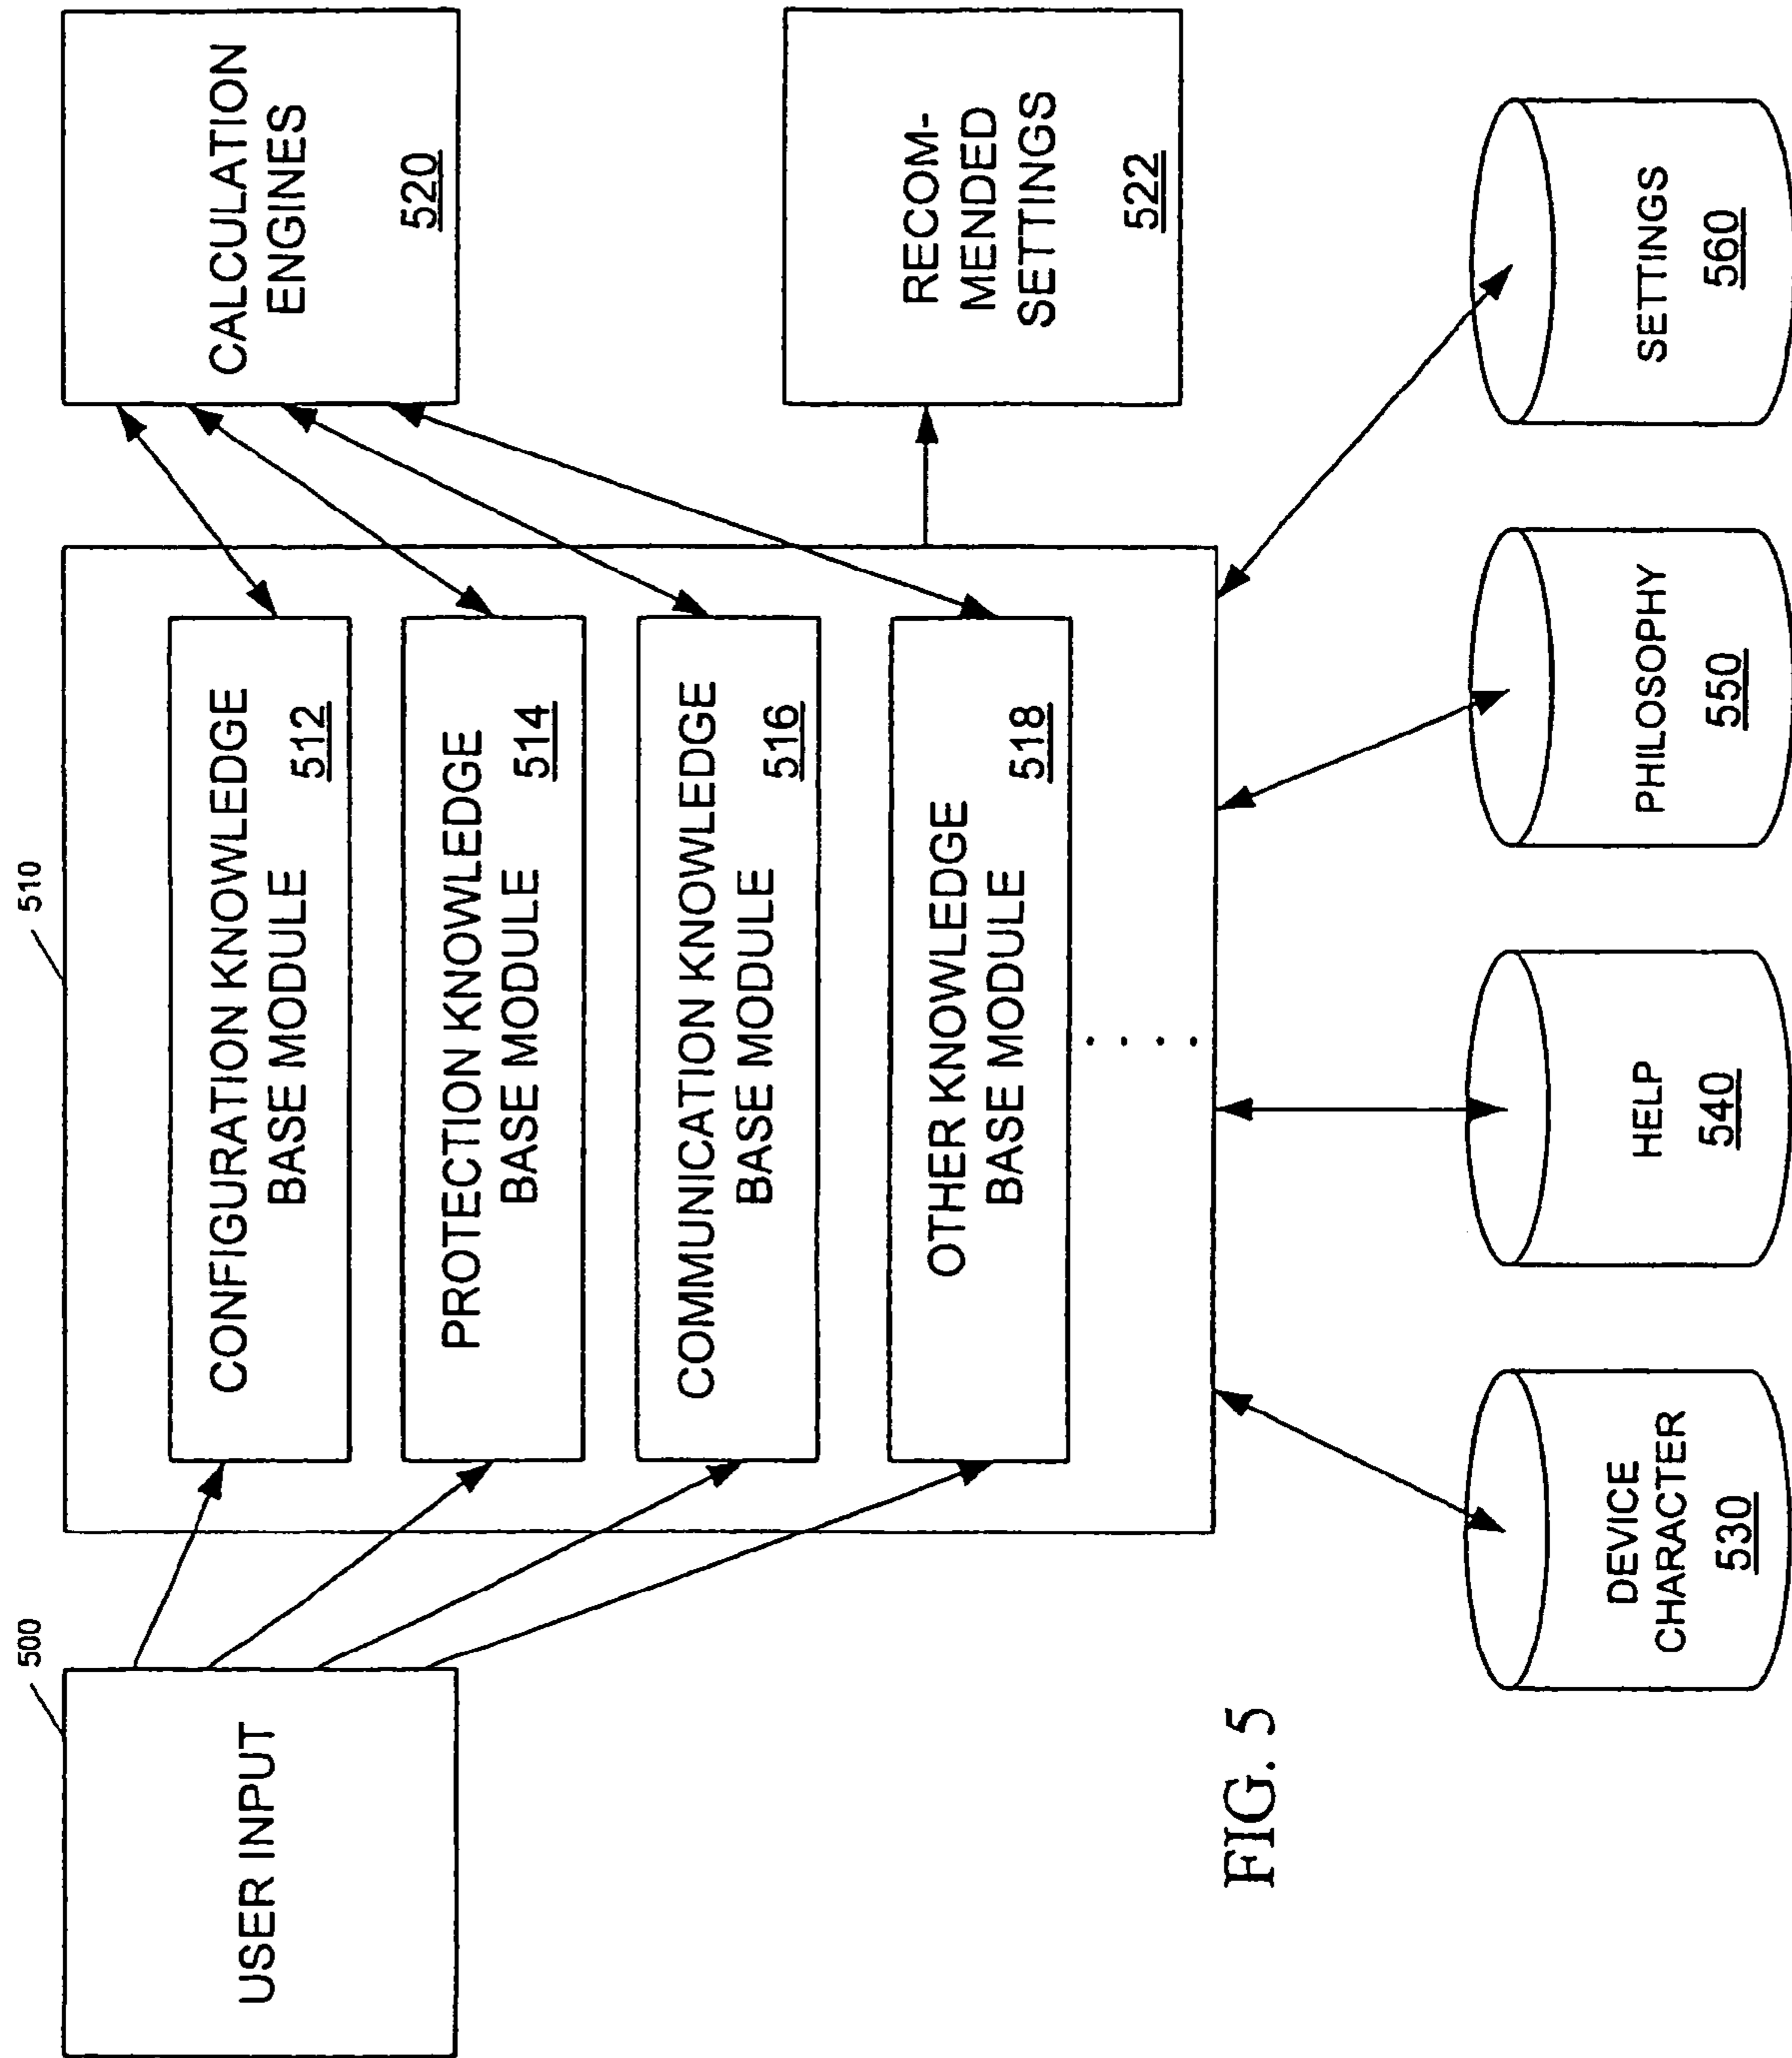 500
USER INPUT
510
CONFIGURATION KNOWLEDGE
BASE MODULE
512
PROTECTION KNOWLEDGE
BASE MODULE
514
COMMUNICATION KNOWLEDGE
BASE MODULE
516
OTHER KNOWLEDGE
BASE MODULE
518
CALCULATION
ENGINES
520
RECOM-
MENDED
SETTINGS
522
DEVICE
CHARACTER
530
HELP
540
PHILOSOPHY
550
SETTINGS
560
FIG. 5